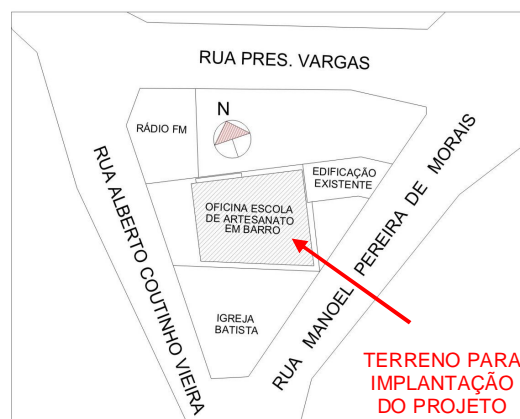 RUA PRES. VARGAS
RÁDIO FM
N
EDIFICAÇÃO
EXISTENTE
OFICINA ESCOLA
DE ARTESANATO
EM BARRO
RUA ALBERTO COUTINHO VIEIRA
RUA MANOEL PEREIRA DE MORAIS
IGREJA
BATISTA
TERRENO PARA
IMPLANTAÇÃO
DO PROJETO